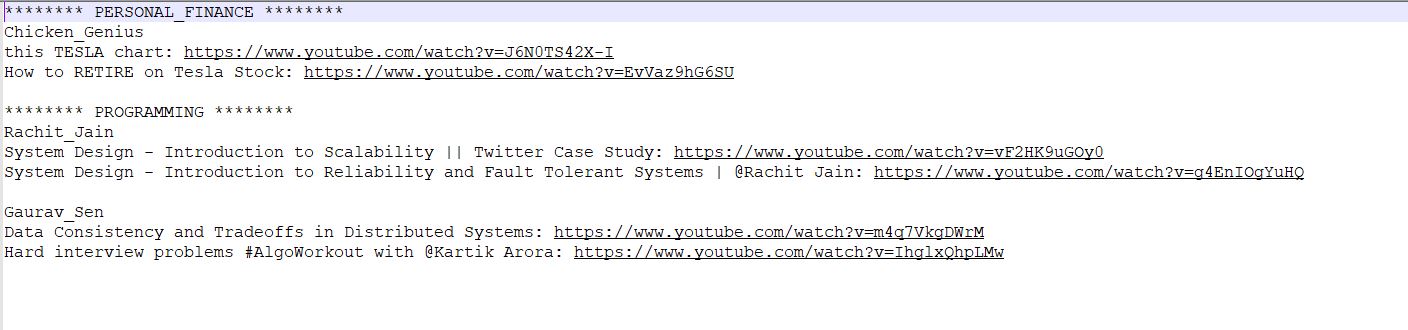 ******** PERSONAL_FINANCE ********
Chicken_Genius
this TESLA chart: https://www.youtube.com/watch?v=J6N0TS42X-I
How to RETIRE on Tesla Stock: https://www.youtube.com/watch?v=EvVaz9hG6SU
******** PROGRAMMING ********
Rachit_Jain
System Design - Introduction to Scalability || Twitter Case Study: https://www.youtube.com/watch?v=vF2HK9uGOy0
System Design - Introduction to Reliability and Fault Tolerant Systems | @Rachit Jain: https://www.youtube.com/watch?v=g4EnIOgYuHQ
Gaurav_Sen
Data Consistency and Tradeoffs in Distributed Systems: https://www.youtube.com/watch?v=m4q7VkgDWrM
Hard interview problems #AlgoWorkout with @Kartik Arora: https://www.youtube.com/watch?v=IhglxQhpLMw